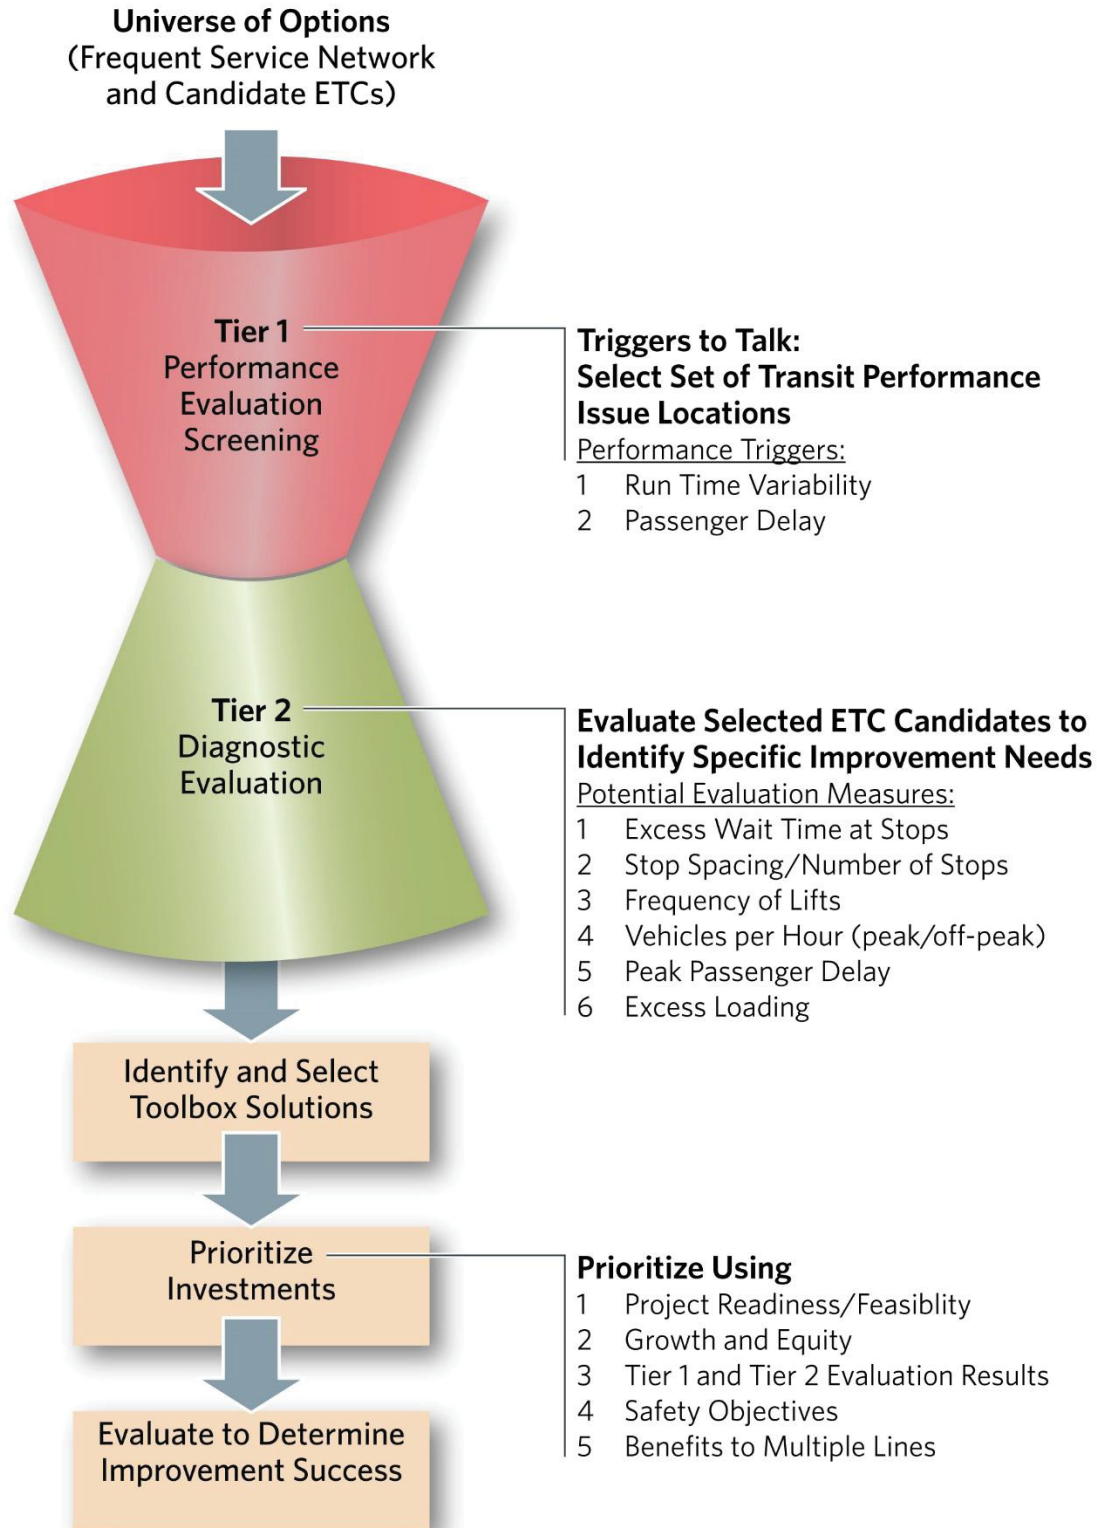 Universe of Options
(Frequent Service Network
and Candidate ETCs)
Tier 1
Performance
Evaluation
Screening
Triggers to Talk:
Select Set of Transit Performance
Issue Locations
Performance Triggers:
1 Run Time Variability
2 Passenger Delay
Tier 2
Diagnostic
Evaluation
Evaluate Selected ETC Candidates to
Identify Specific Improvement Needs
Potential Evaluation Measures:
1 Excess Wait Time at Stops
2 Stop Spacing/Number of Stops
3 Frequency of Lifts
4 Vehicles per Hour (peak/off-peak)
5 Peak Passenger Delay
6 Excess Loading
Identify and Select
Toolbox Solutions
Prioritize
Investments
Prioritize Using
1 Project Readiness/Feasiblity
2 Growth and Equity
3 Tier 1 and Tier 2 Evaluation Results
4 Safety Objectives
5 Benefits to Multiple Lines
Evaluate to Determine
Improvement Success